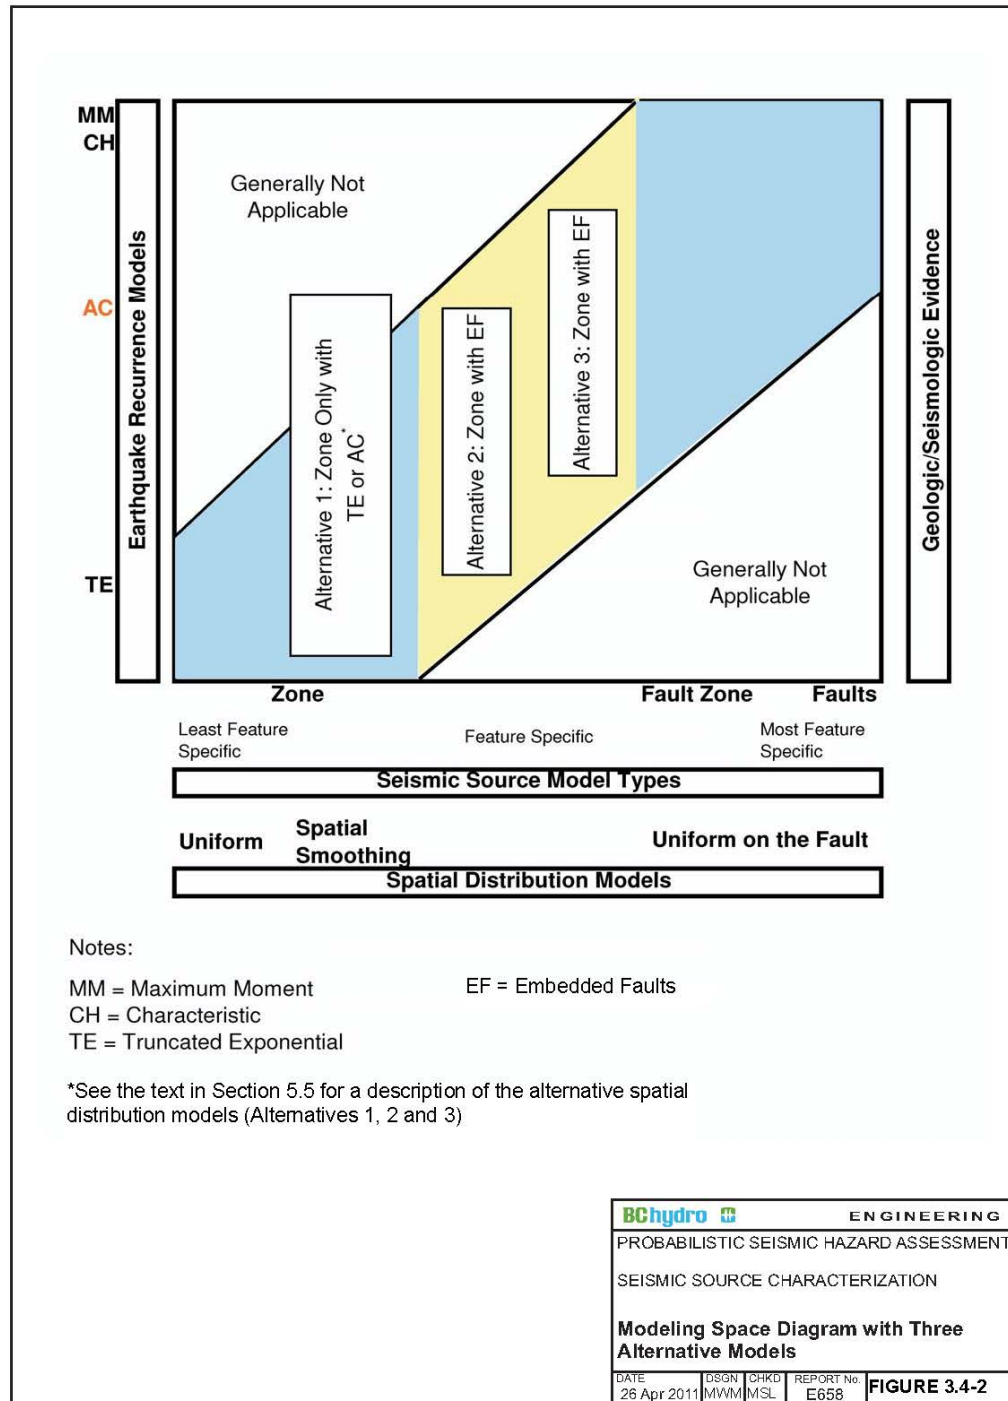 MM
CH
AC
TE
Earthquake Recurrence Models
Generally Not
Applicable
Alternative 1: Zone Only with
TE or AC*
Alternative 2: Zone with EF
Alternative 3: Zone with EF
Generally Not
Applicable
Geologic/Seismologic Evidence
Zone
Fault Zone
Faults
Least Feature
Specific
Feature Specific
Most Feature
Specific
Seismic Source Model Types
Uniform
Spatial
Smoothing
Uniform on the Fault
Spatial Distribution Models
Notes:
MM = Maximum Moment
EF = Embedded Faults
CH = Characteristic
TE = Truncated Exponential
*See the text in Section 5.5 for a description of the alternative spatial
distribution models (Alternatives 1, 2 and 3)
BChydro ENGINEERING
PROBABILISTIC SEISMIC HAZARD ASSESSMENT
SEISMIC SOURCE CHARACTERIZATION
Modeling Space Diagram with Three
Alternative Models
DATE
26 Apr 2011
DSGN
MWM
CHKD
MSL
REPORT No.
E658
FIGURE 3.4-2